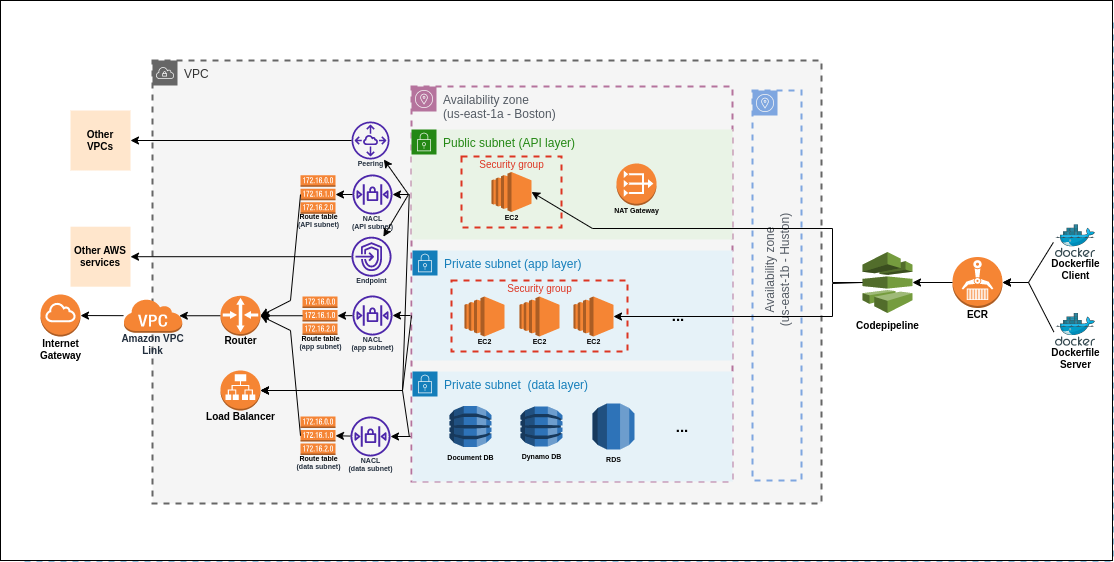 VPC
Availability zone
(us-east-1a - Boston)
Public subnet (API layer)
Security group
EC2
NAT Gateway
Other
VPCs
Peering
172.16.0.0
172.16.1.0
172.16.2.0
Route table
(API subnet)
NACL
(API subnet)
Other AWS
services
Endpoint
Private subnet (app layer)
Security group
EC2
EC2
EC2
...
Availability zone
(us-east-1b - Huston)
Internet
Gateway
VPC
Amazon VPC
Link
Router
172.16.0.0
172.16.1.0
172.16.2.0
Route table
(app subnet)
NACL
(app subnet)
Load Balancer
Private subnet (data layer)
172.16.0.0
172.16.1.0
172.16.2.0
Route table
(data subnet)
NACL
(data subnet)
Document DB
Dynamo DB
RDS
...
Codepipeline
ECR
docker
Dockerfile
Client
docker
Dockerfile
Server